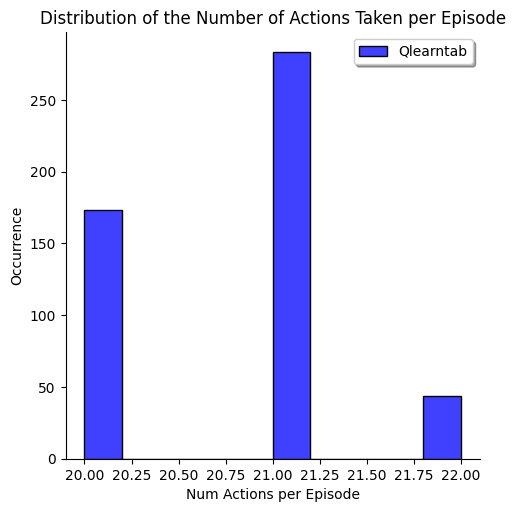 Distribution of the Number of Actions Taken per Episode
Qlearntab
Occurrence
250
200
150
100
50
0
20.00 20.25 20.50 20.75 21.00 21.25 21.50 21.75 22.00
Num Actions per Episode